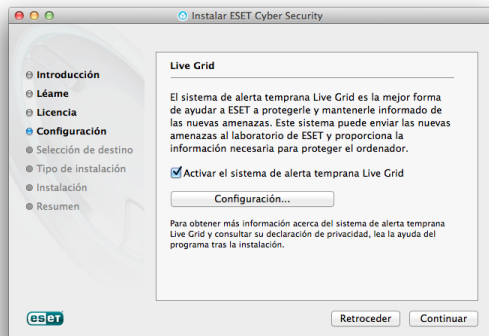 Instalar ESET Cyber Security
Introducción
Léame
Licencia
Configuración
Selección de destino
Tipo de instalación
Instalación
Resumen
Live Grid
El sistema de alerta temprana Live Grid es la mejor forma
de ayudar a ESET a protegerle y mantenerle informado de
las nuevas amenazas. Este sistema puede enviar las nuevas
amenazas al laboratorio de ESET y proporciona la
información necesaria para proteger el ordenador.
Activar el sistema de alerta temprana Live Grid
Configuración...
Para obtener más información acerca del sistema de alerta temprana
Live Grid y consultar su declaración de privacidad, lea la ayuda del
programa tras la instalación.
eset
Retroceder
Continuar